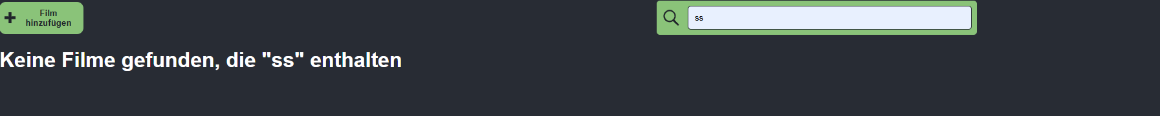 Film
hinzufügen
ss
Keine Filme gefunden, die "ss" enthalten